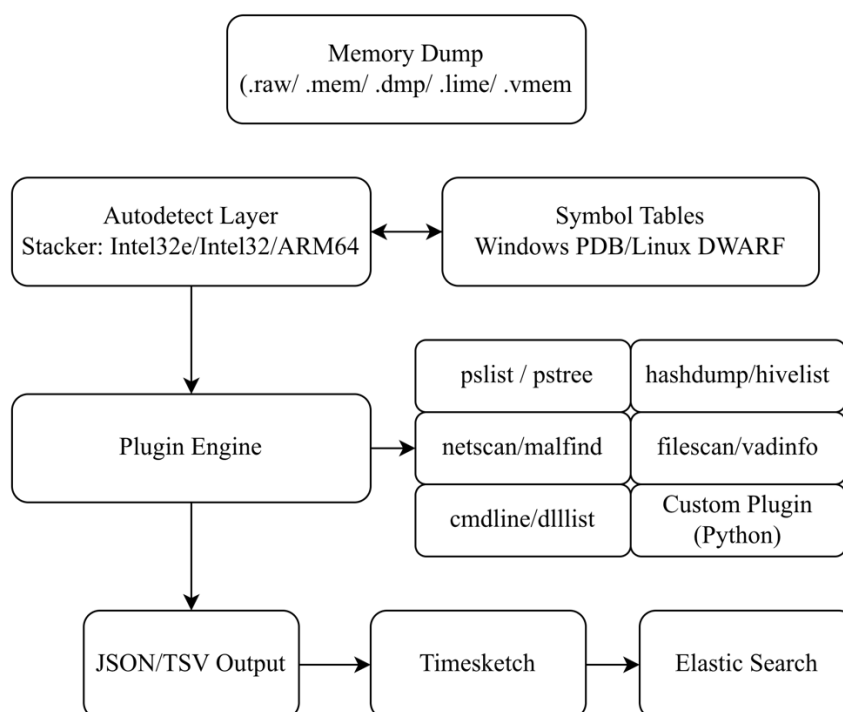 Memory Dump
(.raw/ .mem/ .dmp/ .lime/ .vmem
Autodetect Layer
Stacker: Intel32e/Intel32/ARM64
Symbol Tables
Windows PDB/Linux DWARF
Plugin Engine
pslist / pstree
hashdump/hivelist
netscan/malfind
filescan/vadinfo
cmdline/dlllist
Custom Plugin
(Python)
JSON/TSV Output
Timesketch
Elastic Search